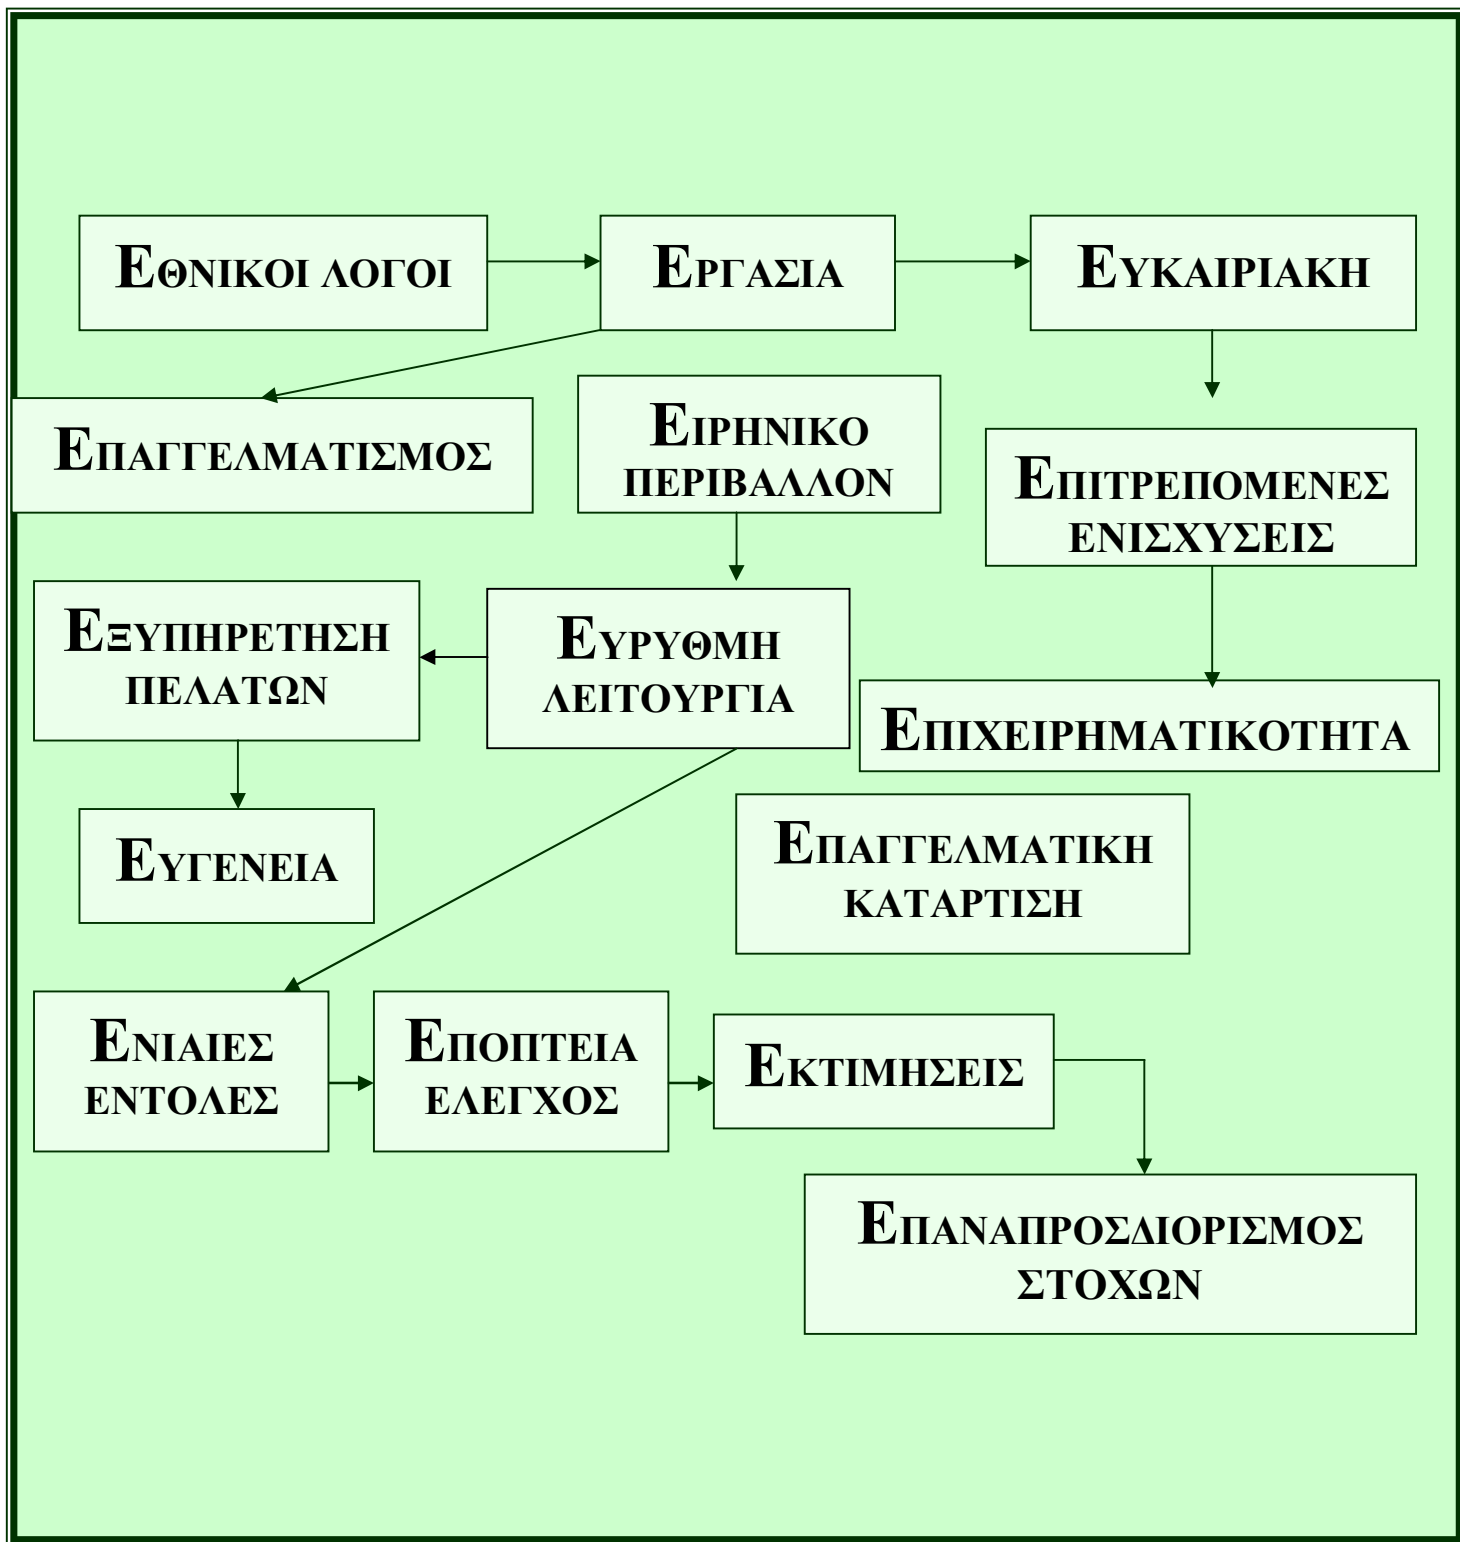 ΕΘΝΙΚΟΙ ΛΟΓΟΙ
ΕΡΓΑΣΙΑ
ΕΥΚΑΙΡΙΑΚΗ
ΕΠΑΓΓΕΛΜΑΤΙΣΜΟΣ
ΕΙΡΗΝΙΚΟ
ΠΕΡΙΒΑΛΛΟΝ
ΕΠΙΤΡΕΠΟΜΕΝΕΣ
ΕΝΙΣΧΥΣΕΙΣ
ΕΞΥΠΗΡΕΤΗΣΗ
ΠΕΛΑΤΩΝ
ΕΥΡΥΘΜΗ
ΛΕΙΤΟΥΡΓΙΑ
ΕΠΙΧΕΙΡΗΜΑΤΙΚΟΤΗΤΑ
ΕΥΓΕΝΕΙΑ
ΕΠΑΓΓΕΛΜΑΤΙΚΗ
ΚΑΤΑΡΤΙΣΗ
ΕΝΙΑΙΕΣ
ΕΝΤΟΛΕΣ
ΕΠΟΠΤΕΙΑ
ΕΛΕΓΧΟΣ
ΕΚΤΙΜΗΣΕΙΣ
ΕΠΑΝΑΠΡΟΣΔΙΟΡΙΣΜΟΣ
ΣΤΟΧΩΝ